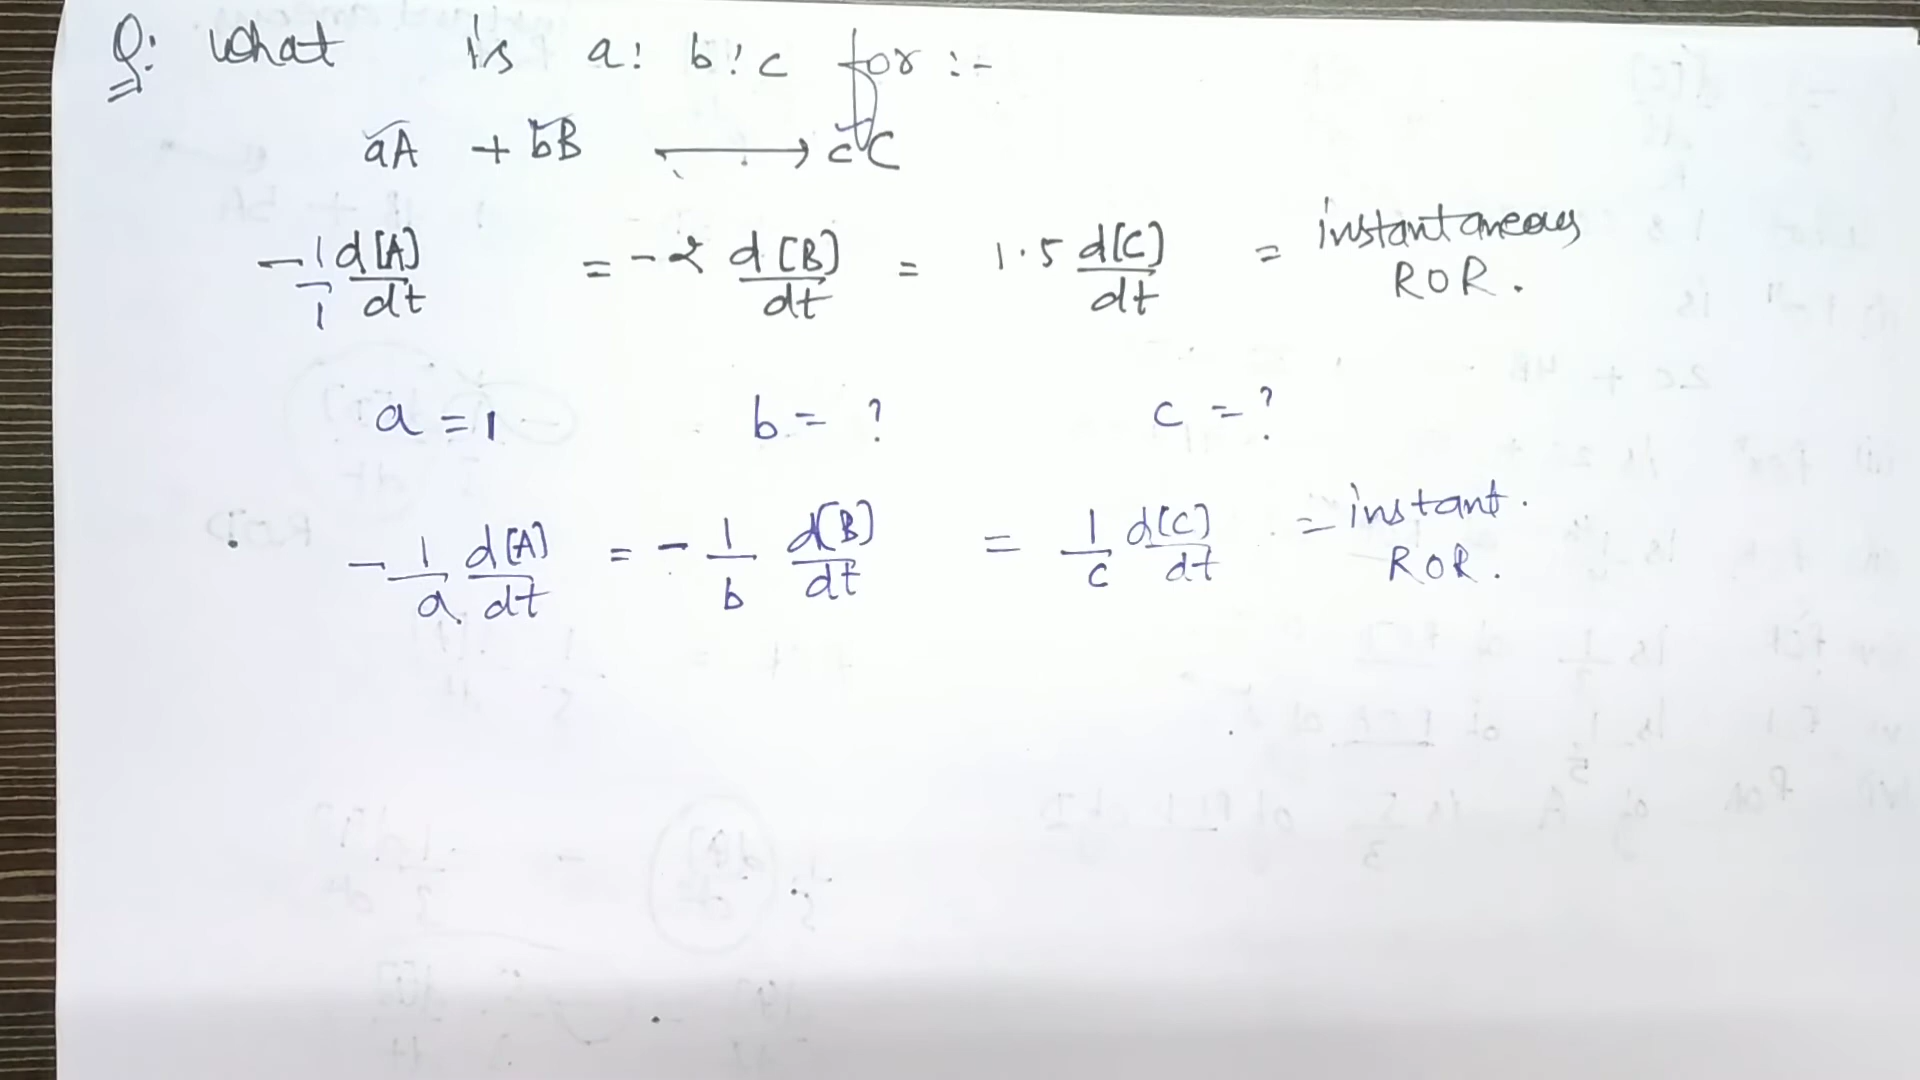 Q: What is a: b: c for :-
aA + bB → cC
-1/1 d[A]/dt = -2 d[B]/dt = 1.5 d[C]/dt = instantaneous ROR.
a = 1 b = ? c = ?
-1/a d[A]/dt = -1/b d[B]/dt = 1/c d[C]/dt = instant. ROR.